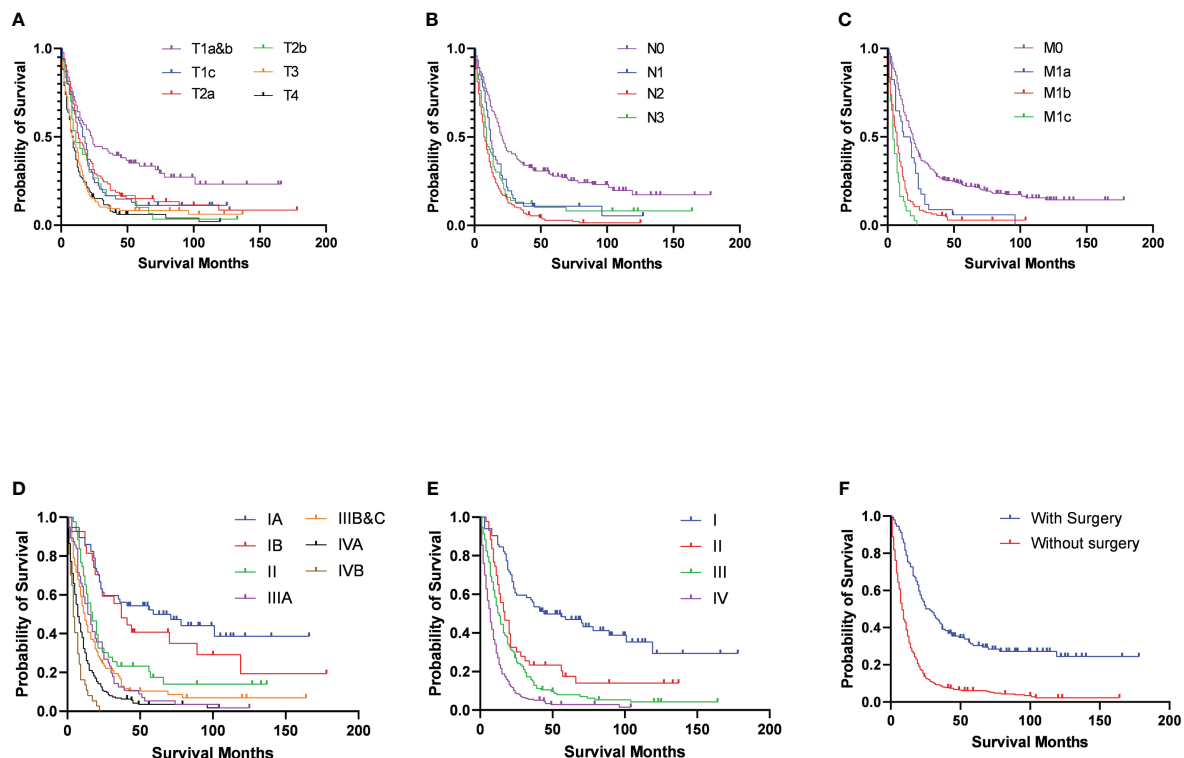 A
Probability of Survival
1.0
0.5
0.0
0 50 100 150 200
Survival Months
T1a&b T2b
T1c T3
T2a T4
B
Probability of Survival
1.0
0.5
0.0
0 50 100 150 200
Survival Months
N0
N1
N2
N3
C
Probability of Survival
1.0
0.5
0.0
0 50 100 150 200
Survival Months
M0
M1a
M1b
M1c
D
Probability of Survival
1.0
0.8
0.6
0.4
0.2
0.0
0 50 100 150 200
Survival Months
IA IIIB&C
IB IVA
II IVB
IIIA
E
Probability of Survival
1.0
0.8
0.6
0.4
0.2
0.0
0 50 100 150 200
Survival Months
I
II
III
IV
F
Probability of Survival
1.0
0.8
0.6
0.4
0.2
0.0
0 50 100 150 200
Survival Months
With Surgery
Without surgery